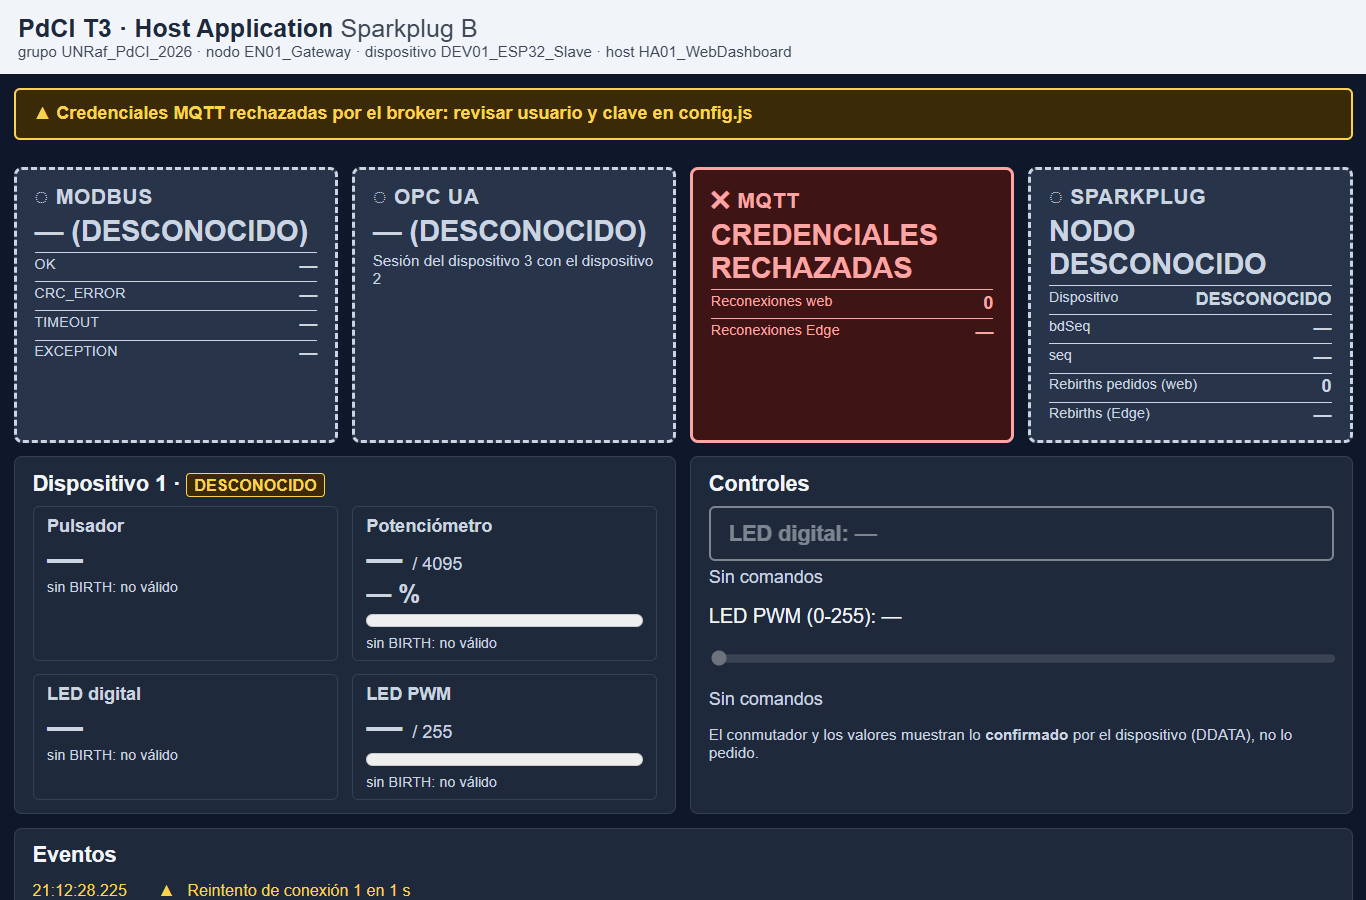 PdCI T3 · Host Application Sparkplug B
grupo UNRaf_PdCI_2026 · nodo EN01_Gateway · dispositivo DEV01_ESP32_Slave · host HA01_WebDashboard
▲ Credenciales MQTT rechazadas por el broker: revisar usuario y clave en config.js
◌ MODBUS
— (DESCONOCIDO)
OK —
CRC_ERROR —
TIMEOUT —
EXCEPTION —
◌ OPC UA
— (DESCONOCIDO)
Sesión del dispositivo 3 con el dispositivo
2
✕ MQTT
CREDENCIALES
RECHAZADAS
Reconexiones web 0
Reconexiones Edge —
◌ SPARKPLUG
NODO
DESCONOCIDO
Dispositivo DESCONOCIDO
bdSeq —
seq —
Rebirths pedidos (web) 0
Rebirths (Edge) —
Dispositivo 1 · DESCONOCIDO
Pulsador
—
sin BIRTH: no válido
Potenciómetro
— / 4095
— %
sin BIRTH: no válido
LED digital
—
sin BIRTH: no válido
LED PWM
— / 255
sin BIRTH: no válido
Controles
LED digital: —
Sin comandos
LED PWM (0-255): —
Sin comandos
El conmutador y los valores muestran lo confirmado por el dispositivo (DDATA), no lo
pedido.
Eventos
21:12:28.225 ▲ Reintento de conexión 1 en 1 s